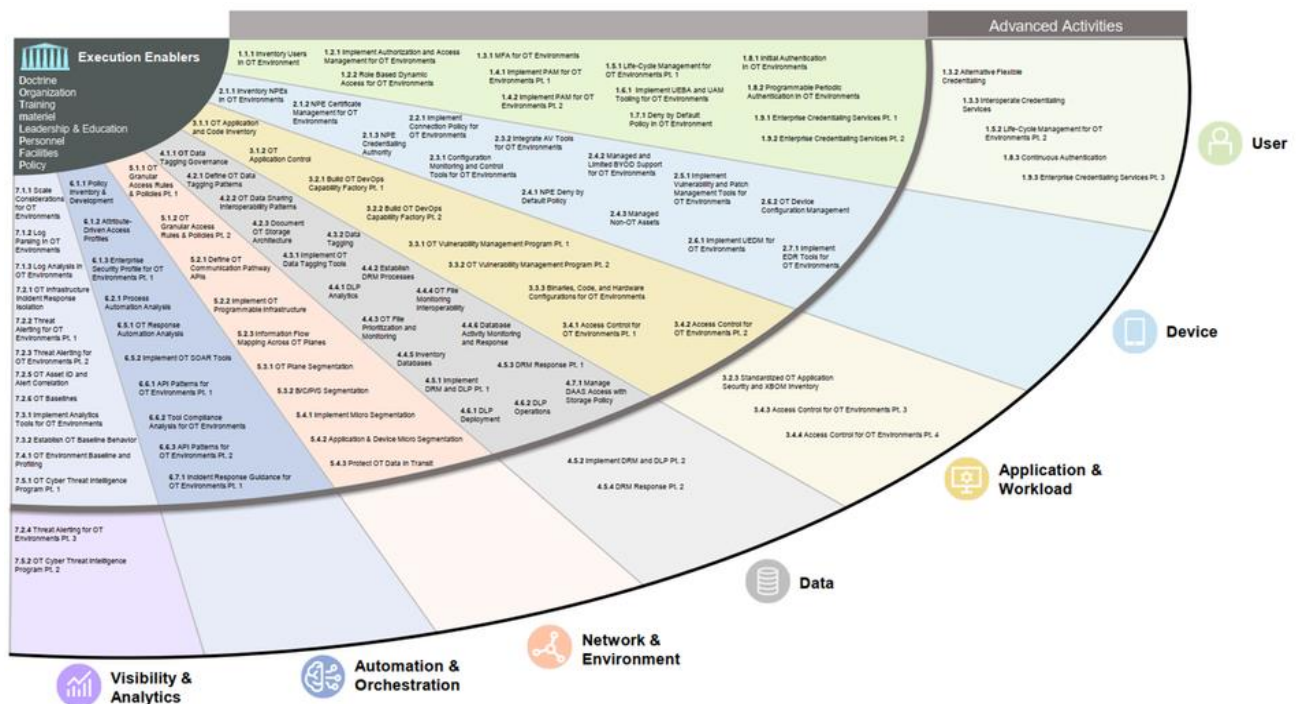 Advanced Activities
Execution Enablers
Doctrine
Organization
Training
materiel
Leadership & Education
Personnel
Facilities
Policy
1.1.1 Inventory Users
in OT Environment
1.2.1 Implement Authorization and Access
Management for OT Environments
1.2.2 Role Based Dynamic
Access for OT Environments
1.3.1 MFA for OT Environments
1.4.1 Implement PAM for OT
Environments Pt. 1
1.4.2 Implement PAM for OT
Environments Pt. 2
1.5.1 Life-Cycle Management for
OT Environments Pt. 1
1.6.1 Implement UEBA and UAM
Tooling for OT Environments
1.7.1 Deny by Default
Policy in OT Environment
1.8.1 Initial Authentication
in OT Environments
1.8.2 Programmable Periodic
Authentication in OT Environments
1.9.1 Enterprise Credentialing Services Pt. 1
1.9.2 Enterprise Credentialing Services Pt. 2
1.3.2 Alternative Flexible
Credentialing
1.3.3 Interoperate Credentialing
Services
1.5.2 Life-Cycle Management for OT
Environments Pt. 2
1.8.3 Continuous Authentication
1.9.3 Enterprise Credentialing Services Pt. 3
User
2.1.1 Inventory NPEs
in OT Environments
2.1.2 NPE Certificate
Management for OT
Environments
2.1.3 NPE
Credentialing
Authority
2.2.1 Implement
Connection Policy for
OT Environments
2.3.1 Configuration
Monitoring and Control
Tools for OT Environments
2.3.2 Integrate AV Tools
for OT Environments
2.4.1 NPE Deny by
Default Policy
2.4.2 Managed and
Limited BYOD Support
for OT Environments
2.4.3 Managed
Non-OT Assets
2.5.1 Implement
Vulnerability and Patch
Management Tools for
OT Environments
2.6.2 OT Device
Configuration Management
2.6.1 Implement UEDM for
OT Environments
2.7.1 Implement
EDR Tools for
OT Environments
Device
3.1.1 OT Application
and Code Inventory
3.1.2 OT
Application Control
3.2.1 Build OT DevOps
Capability Factory Pt. 1
3.2.2 Build OT DevOps
Capability Factory Pt. 2
3.3.1 OT Vulnerability Management Program Pt. 1
3.3.2 OT Vulnerability Management Program Pt. 2
3.3.3 Binaries, Code, and Hardware
Configurations for OT Environments
3.4.1 Access Control for
OT Environments Pt. 1
3.4.2 Access Control for
OT Environments Pt. 2
3.2.3 Standardized OT Application
Security and XBOM Inventory
3.4.3 Access Control for OT Environments Pt. 3
3.4.4 Access Control for OT Environments Pt. 4
Application &
Workload
4.1.1 OT Data
Tagging Governance
4.2.1 Define OT Data
Tagging Patterns
4.2.2 OT Data Sharing
Interoperability Patterns
4.2.3 Document
OT Storage
Architecture
4.3.2 Data
Tagging
4.3.1 Implement OT
Data Tagging Tools
4.4.2 Establish
DRM Processes
4.4.1 DLP
Analytics
4.4.4 OT File
Monitoring
Interoperability
4.4.3 OT File
Prioritization and
Monitoring
4.4.6 Database
Activity Monitoring
and Response
4.4.5 Inventory
Databases
4.5.3 DRM Response Pt. 1
4.5.1 Implement
DRM and DLP Pt. 1
4.7.1 Manage
DAAS Access with
Storage Policy
4.6.2 DLP
Operations
4.6.1 DLP
Deployment
4.5.2 Implement DRM and DLP Pt. 2
4.5.4 DRM Response Pt. 2
Data
5.1.1 OT
Granular
Access Rules
& Policies Pt. 1
5.1.2 OT
Granular Access
Rules & Policies Pt. 2
5.2.1 Define OT
Communication Pathway
APIs
5.2.2 Implement OT
Programmable Infrastructure
5.2.3 Information Flow
Mapping Across OT Planes
5.3.1 OT Plane Segmentation
5.3.2 B/C/P/S Segmentation
5.4.1 Implement Micro Segmentation
5.4.2 Application & Device Micro Segmentation
5.4.3 Protect OT Data in Transit
Network &
Environment
6.1.1 Policy
Inventory &
Development
6.1.2 Attribute-
Driven Access
Profiles
6.1.3 Enterprise
Security Profile for OT
Environments Pt. 1
6.2.1 Process
Automation Analysis
6.5.1 OT Response
Automation Analysis
6.5.2 Implement OT SOAR Tools
6.6.1 API Patterns for
OT Environments Pt. 1
6.6.2 Tool Compliance
Analysis for OT Environments
6.6.3 API Patterns for
OT Environments Pt. 2
6.7.1 Incident Response Guidance for
OT Environments Pt. 1
Automation &
Orchestration
7.1.1 Scale
Considerations
for OT
Environments
7.1.2 Log
Parsing in OT
Environments
7.1.3 Log Analysis in
OT Environments
7.2.1 OT Infrastructure
Incident Response
Isolation
7.2.2 Threat
Alerting for OT
Environments Pt. 1
7.2.3 Threat Alerting for
OT Environments Pt. 2
7.2.5 OT Asset ID and
Alert Correlation
7.2.6 OT Baselines
7.3.1 Implement Analytics
Tools for OT Environments
7.3.2 Establish OT Baseline Behavior
7.4.1 OT Environment Baseline and
Profiling
7.5.1 OT Cyber Threat Intelligence
Program Pt. 1
7.2.4 Threat Alerting for OT
Environments Pt. 3
7.5.2 OT Cyber Threat Intelligence
Program Pt. 2
Visibility &
Analytics